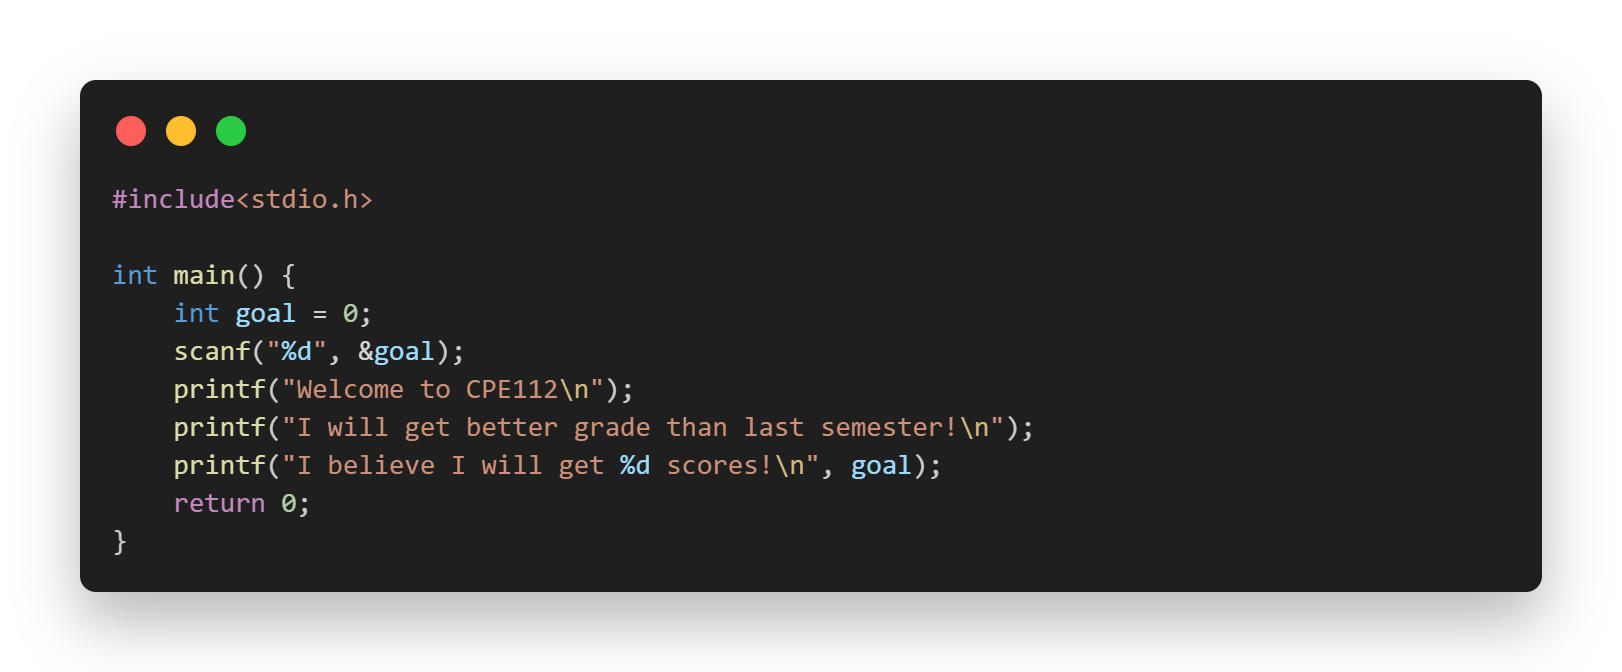 #include<stdio.h>

int main() {
    int goal = 0;
    scanf("%d", &goal);
    printf("Welcome to CPE112\n");
    printf("I will get better grade than last semester!\n");
    printf("I believe I will get %d scores!\n", goal);
    return 0;
}